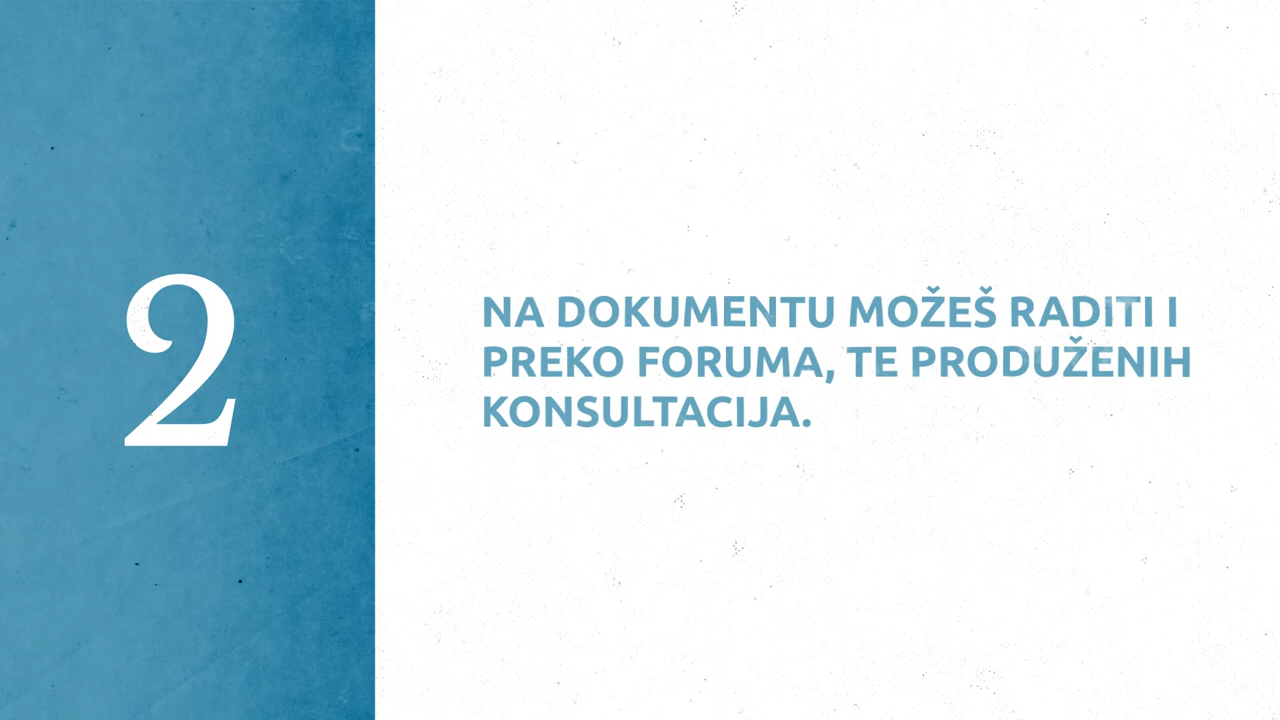 2
NA DOKUMENTU MOŽEŠ RADITI I
PREKO FORUMA, TE PRODUŽENIH
KONSULTACIJA.